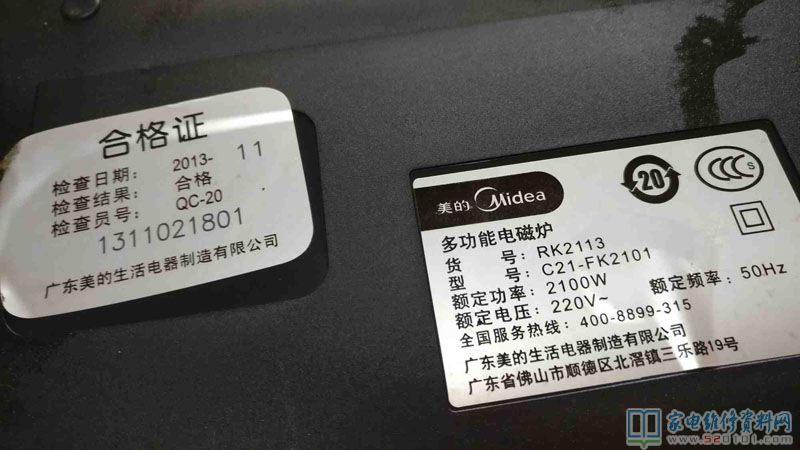 合格证
检查日期： 2013- 11
检查结果： 合格
检查员号： QC-20
1311021801
广东美的生活电器制造有限公司
美的 Midea
20
CCC S
多功能电磁炉
货 号： RK2113
型 号： C21-FK2101
额定功率： 2100W
额定电压： 220V~ 额定频率： 50Hz
全国服务热线： 400-8899-315
广东美的生活电器制造有限公司
广东省佛山市顺德区北滘镇三乐路19号
家电维修资料网
www.520101.com